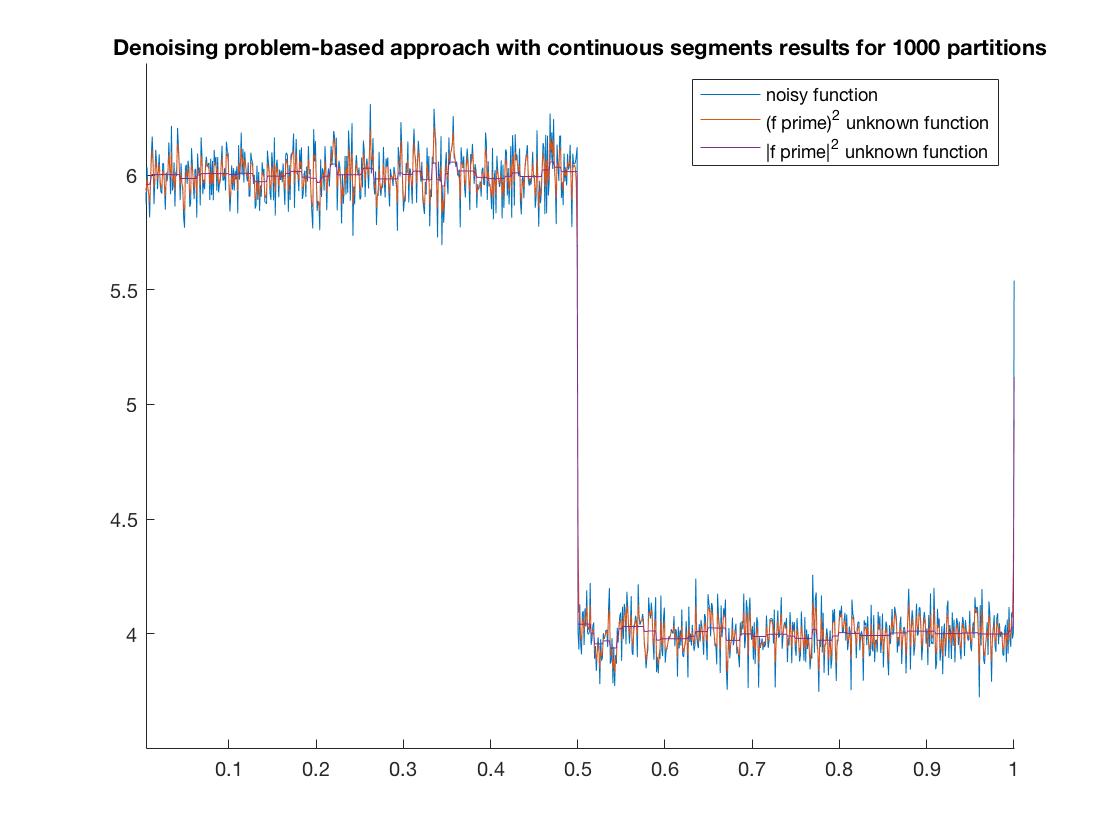 Denoising problem-based approach with continuous segments results for 1000 partitions
noisy function
(f prime)² unknown function
|f prime|² unknown function
6
5.5
5
4.5
4
0.1 0.2 0.3 0.4 0.5 0.6 0.7 0.8 0.9 1